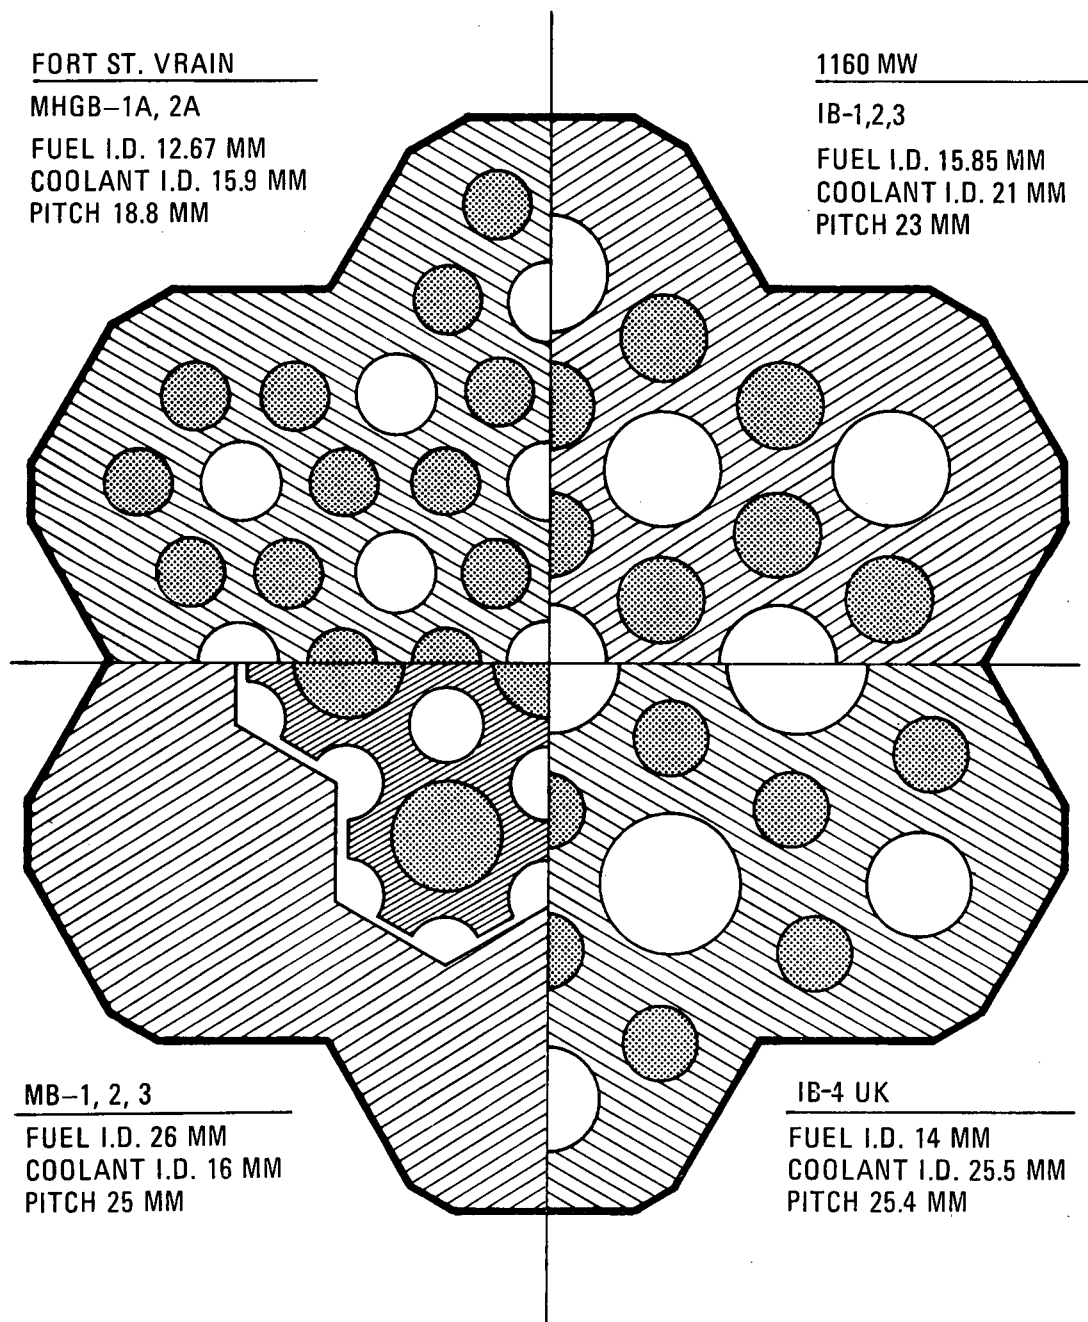 FORT ST. VRAIN
MHGB–1A, 2A
FUEL I.D. 12.67 MM
COOLANT I.D. 15.9 MM
PITCH 18.8 MM
1160 MW
IB-1,2,3
FUEL I.D. 15.85 MM
COOLANT I.D. 21 MM
PITCH 23 MM
MB–1, 2, 3
FUEL I.D. 26 MM
COOLANT I.D. 16 MM
PITCH 25 MM
IB-4 UK
FUEL I.D. 14 MM
COOLANT I.D. 25.5 MM
PITCH 25.4 MM